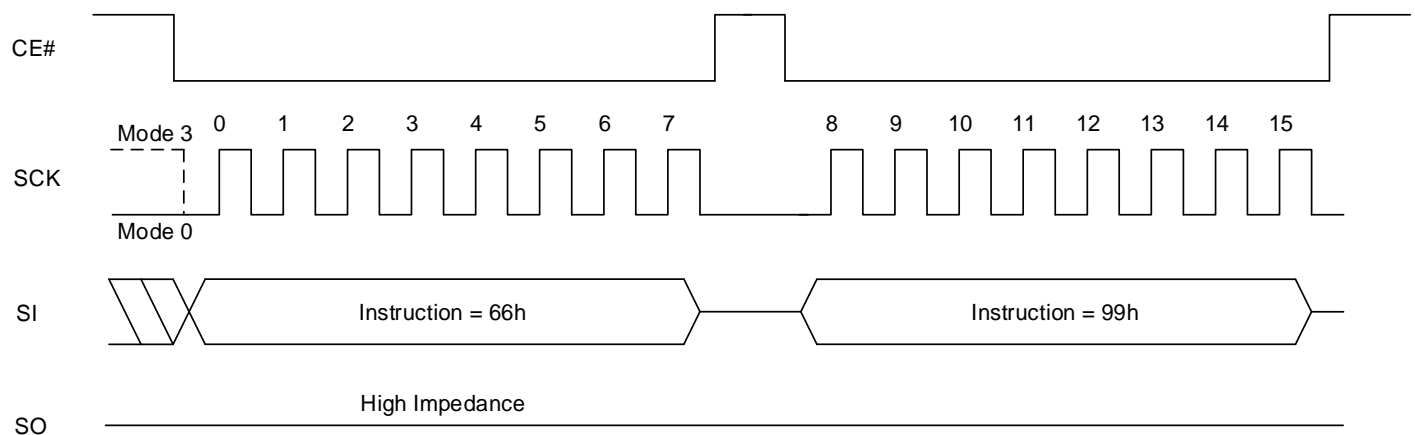 CE#
Mode 3
0 1 2 3 4 5 6 7 8 9 10 11 12 13 14 15
SCK
Mode 0
SI
Instruction = 66h
Instruction = 99h
High Impedance
SO